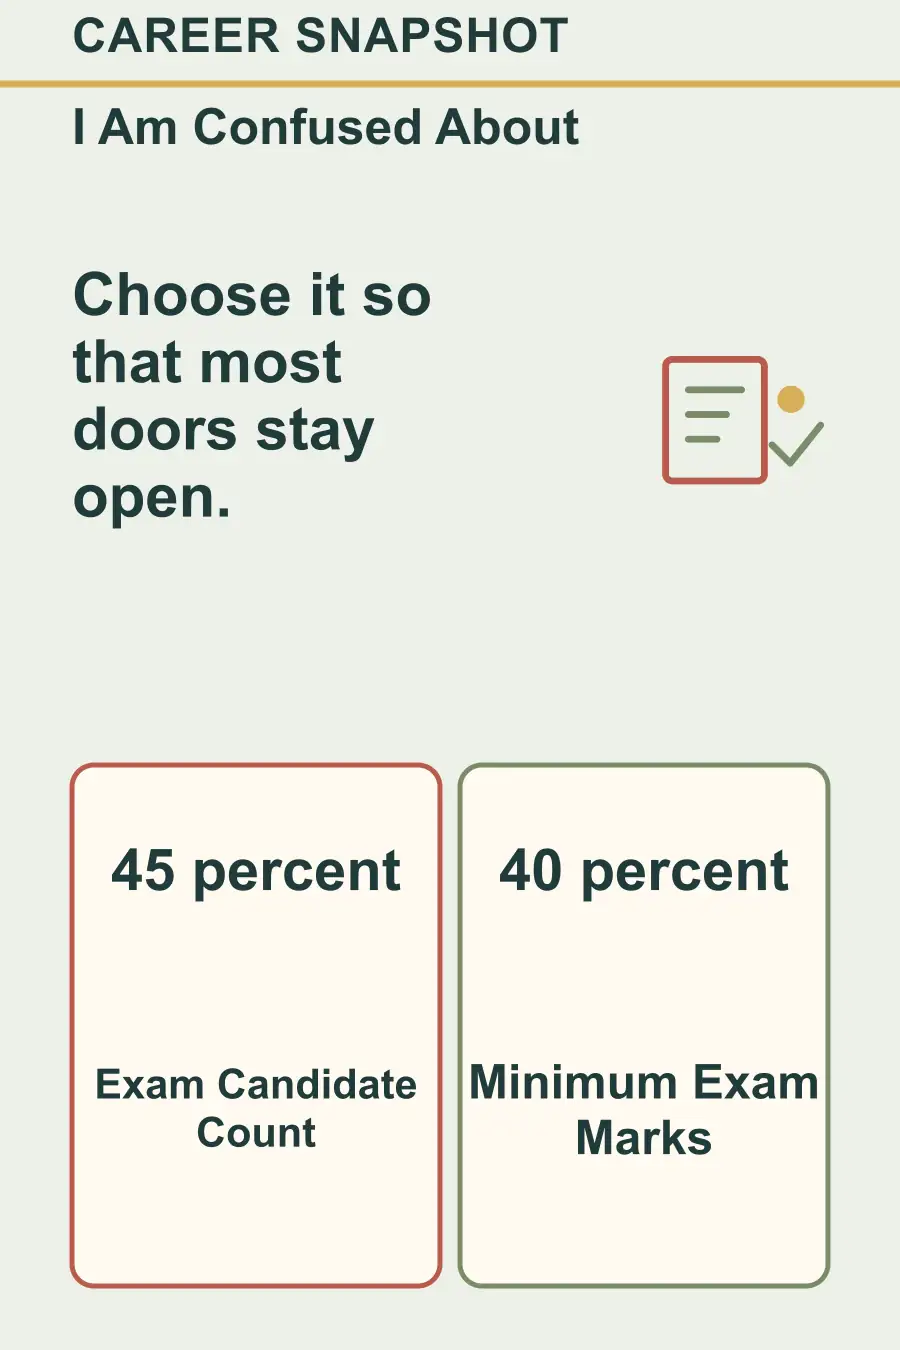 CAREER SNAPSHOT
I Am Confused About
Choose it so
that most
doors stay
open.
45 percent
Exam Candidate
Count
40 percent
Minimum Exam
Marks